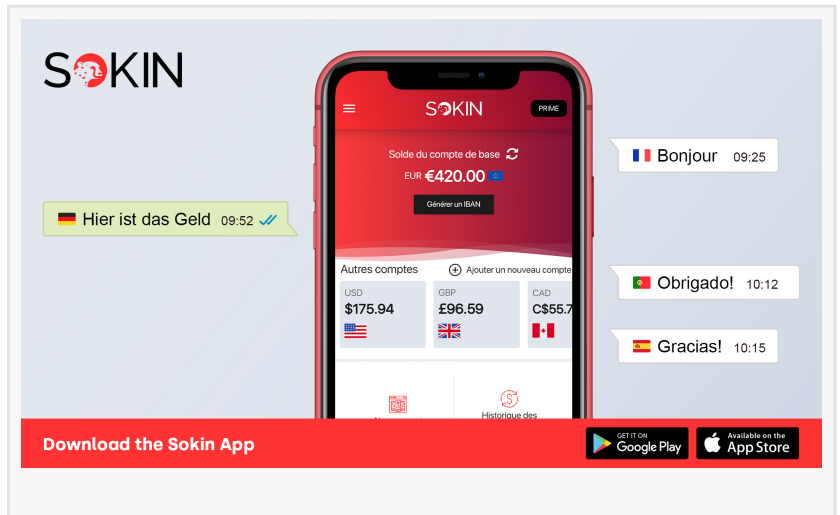 SOKIN
SOKIN
PRIME
Solde du compte de base
EUR €420.00
Générer un IBAN
Autres comptes
Ajouter un nouveau compte
USD
$175.94
GBP
£96.59
CAD
C$55.7
Historique des
Hier ist das Geld 09:52
Bonjour 09:25
Obrigado! 10:12
Gracias! 10:15
Download the Sokin App
GET IT ON
Google Play
Available on the
App Store